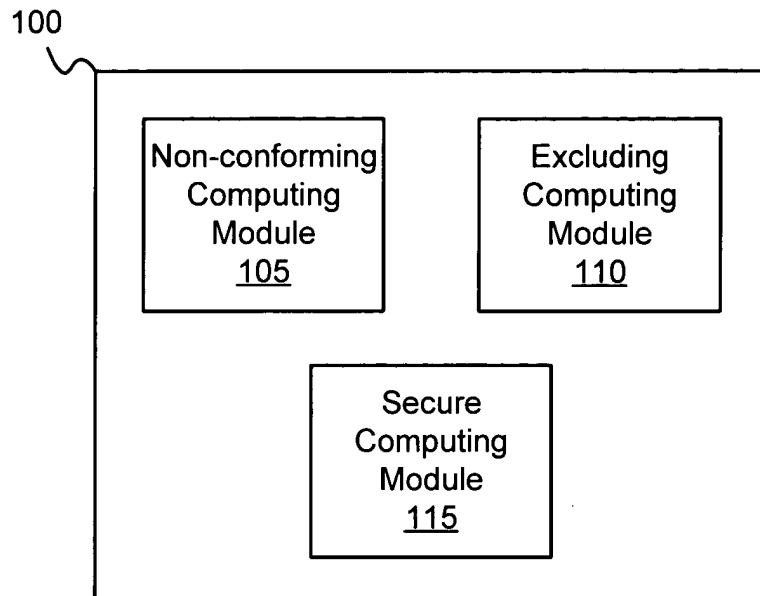 100
Non-conforming
Computing
Module
105
Excluding
Computing
Module
110
Secure
Computing
Module
115